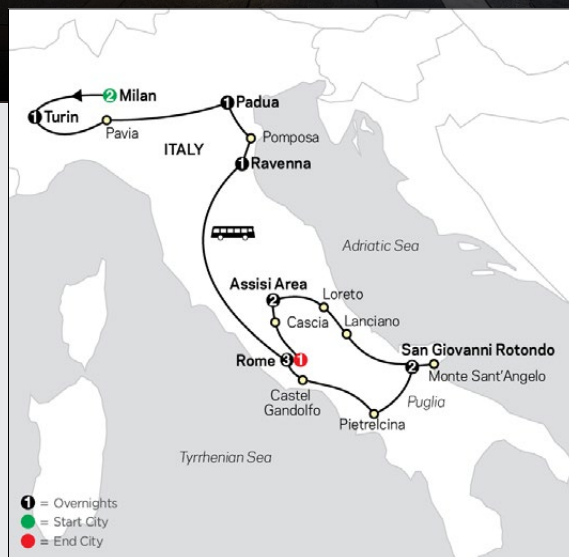 2 Milan
1 Turin
Pavia
1 Padua
Pomposa
ITALY
1 Ravenna
Adriatic Sea
Assisi Area
2
Loreto
Cascia
Lanciano
Rome 3 1
San Giovanni Rotondo
2
Monte Sant'Angelo
Castel
Gandolfo
Puglia
Pietrelcina
Tyrrhenian Sea
1 = Overnights
= Start City
= End City